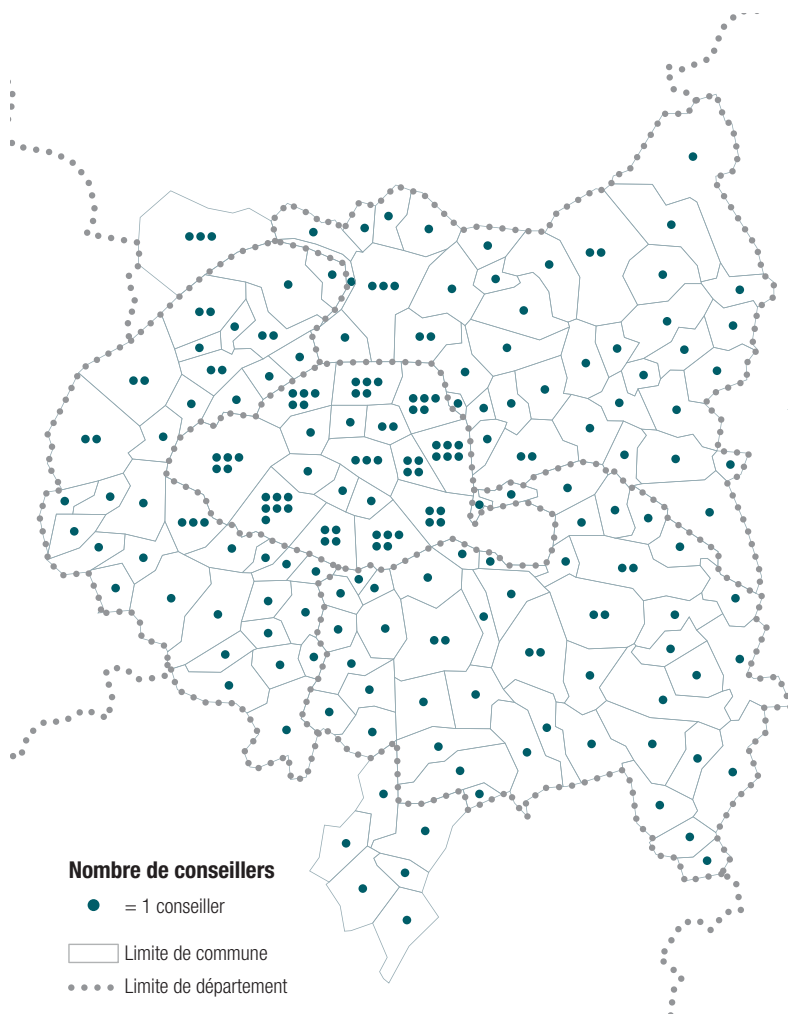 Nombre de conseillers
= 1 conseiller
Limite de commune
Limite de département